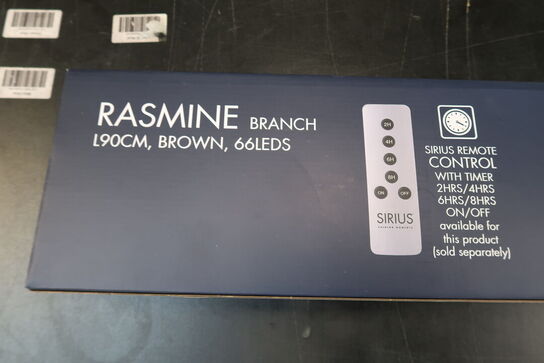 RASMINE BRANCH
L90CM, BROWN, 66LEDS
2H
4H
6H
8H
ON OFF
SIRIUS
SIRIUS REMOTE
CONTROL
WITH TIMER
2HRS/4HRS
6HRS/8HRS
ON/OFF
available for
this product
(sold separately)